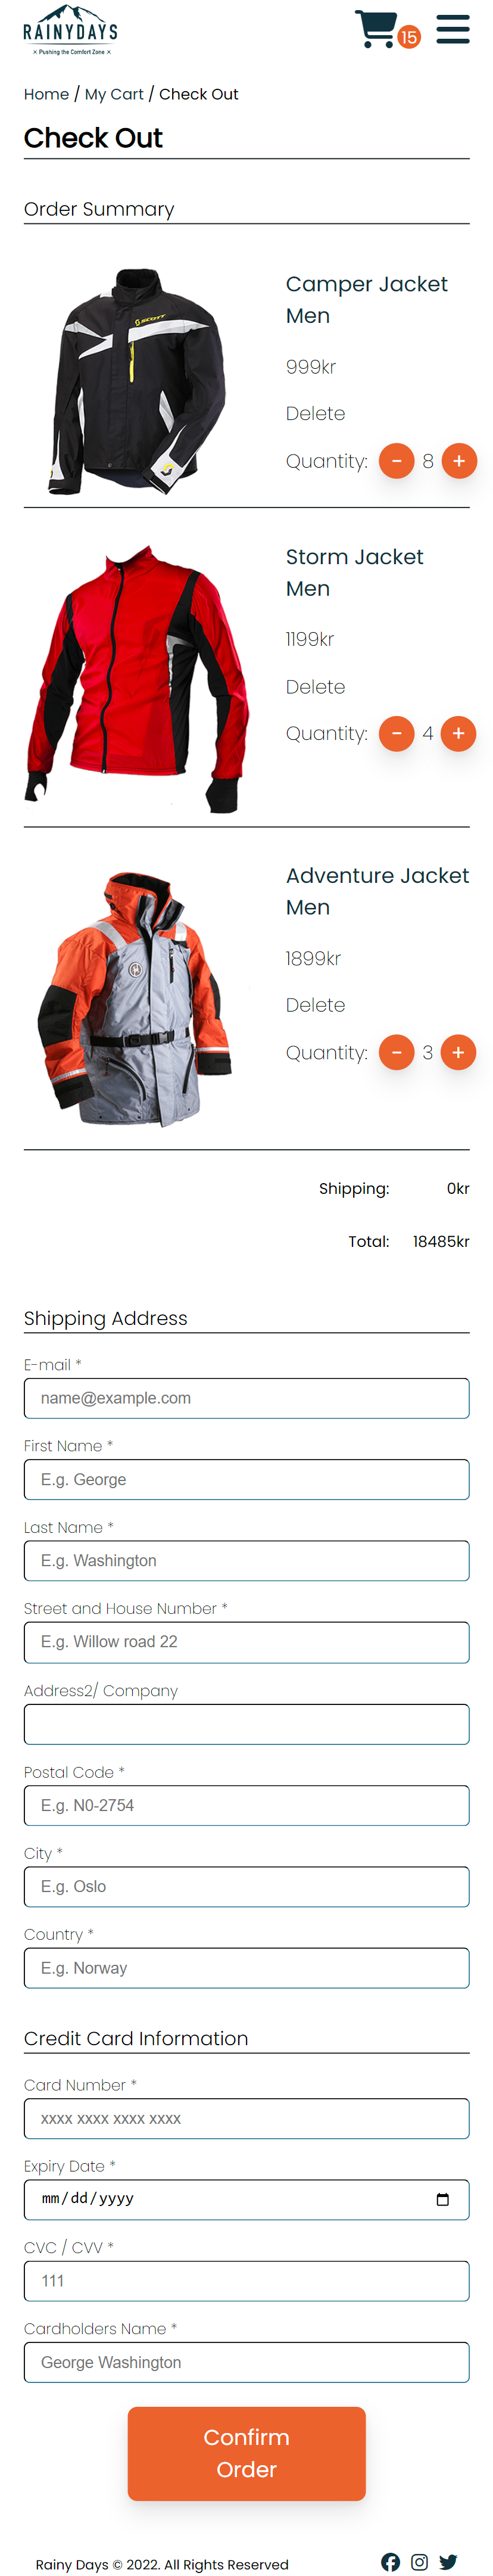 RAINYDAYS
× Pushing the Comfort Zone ×
15
Home / My Cart / Check Out
Check Out
Order Summary
SCOTT
Camper Jacket
Men
999kr
Delete
Quantity: - 8 +
Storm Jacket
Men
1199kr
Delete
Quantity: - 4 +
Adventure Jacket
Men
1899kr
Delete
Quantity: - 3 +
Shipping: 0kr
Total: 18485kr
Shipping Address
E-mail *
name@example.com
First Name *
E.g. George
Last Name *
E.g. Washington
Street and House Number *
E.g. Willow road 22
Address2/ Company
Postal Code *
E.g. N0-2754
City *
E.g. Oslo
Country *
E.g. Norway
Credit Card Information
Card Number *
xxxx xxxx xxxx xxxx
Expiry Date *
mm/dd/yyyy
CVC / CVV *
111
Cardholders Name *
George Washington
Confirm
Order
Rainy Days © 2022. All Rights Reserved